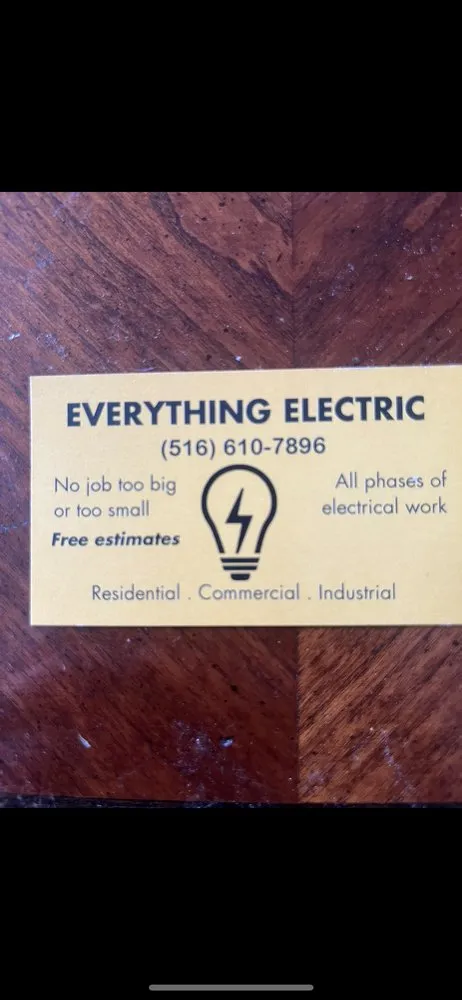 EVERYTHING ELECTRIC
(516) 610-7896
No job too big
or too small
Free estimates
All phases of
electrical work
Residential . Commercial . Industrial